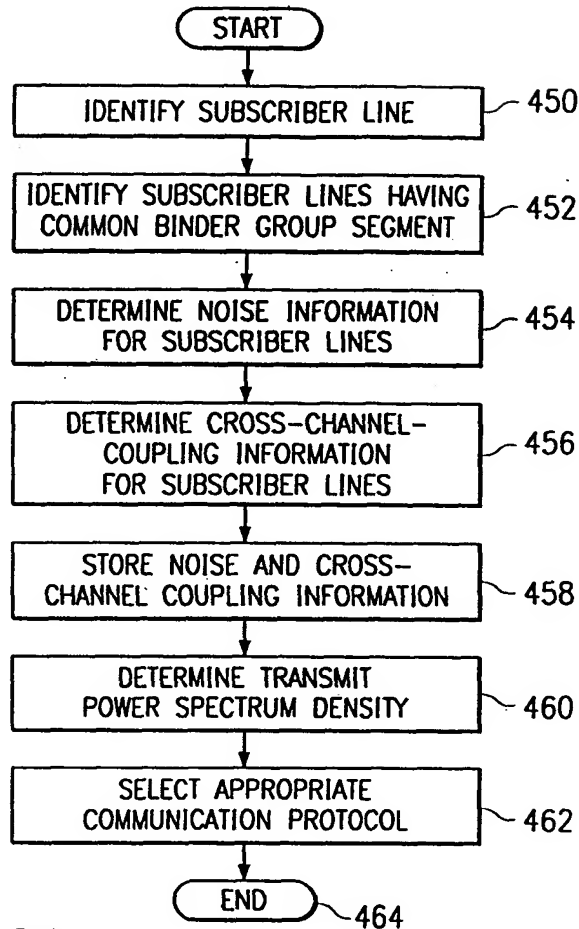 START
IDENTIFY SUBSCRIBER LINE
450
IDENTIFY SUBSCRIBER LINES HAVING
COMMON BINDER GROUP SEGMENT
452
DETERMINE NOISE INFORMATION
FOR SUBSCRIBER LINES
454
DETERMINE CROSS-CHANNEL-
COUPLING INFORMATION
FOR SUBSCRIBER LINES
456
STORE NOISE AND CROSS-
CHANNEL COUPLING INFORMATION
458
DETERMINE TRANSMIT
POWER SPECTRUM DENSITY
460
SELECT APPROPRIATE
COMMUNICATION PROTOCOL
462
END
464